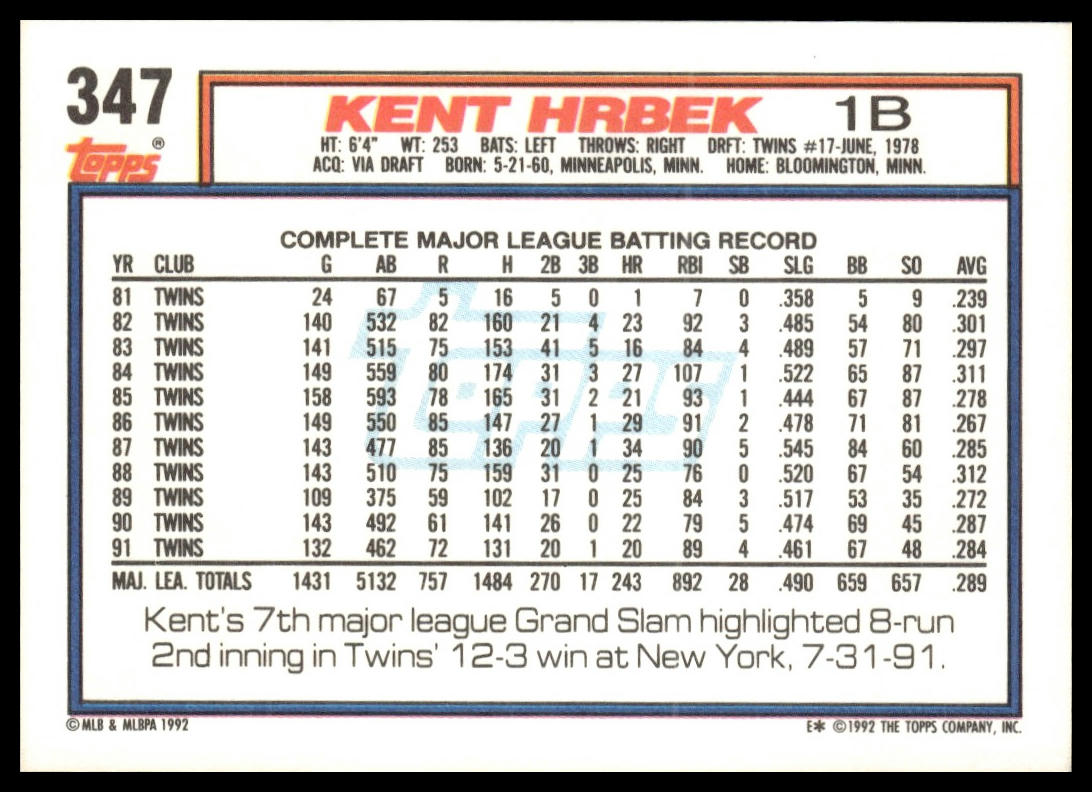 347
KENT HRBEK 1B
topps®
HT: 6'4" WT: 253 BATS: LEFT THROWS: RIGHT DRFT: TWINS #17-JUNE, 1978
ACQ: VIA DRAFT BORN: 5-21-60, MINNEAPOLIS, MINN. HOME: BLOOMINGTON, MINN.
COMPLETE MAJOR LEAGUE BATTING RECORD
YR CLUB G AB R H 2B 3B HR RBI SB SLG BB SO AVG
81 TWINS 24 67 5 16 5 0 1 7 0 .358 5 9 .239
82 TWINS 140 532 82 160 21 4 23 92 3 .485 54 80 .301
83 TWINS 141 515 75 153 41 5 16 84 4 .489 57 71 .297
84 TWINS 149 559 80 174 31 3 27 107 1 .522 65 87 .311
85 TWINS 158 593 78 165 31 2 21 93 1 .444 67 87 .278
86 TWINS 149 550 85 147 27 1 29 91 2 .478 71 81 .267
87 TWINS 143 477 85 136 20 1 34 90 5 .545 84 60 .285
88 TWINS 143 510 75 159 31 0 25 76 0 .520 67 54 .312
89 TWINS 109 375 59 102 17 0 25 84 3 .517 53 35 .272
90 TWINS 143 492 61 141 26 0 22 79 5 .474 69 45 .287
91 TWINS 132 462 72 131 20 1 20 89 4 .461 67 48 .284
MAJ. LEA. TOTALS 1431 5132 757 1484 270 17 243 892 28 .490 659 657 .289
topps
Kent's 7th major league Grand Slam highlighted 8-run
2nd inning in Twins' 12-3 win at New York, 7-31-91.
©MLB & MLBPA 1992 E* ©1992 THE TOPPS COMPANY, INC.